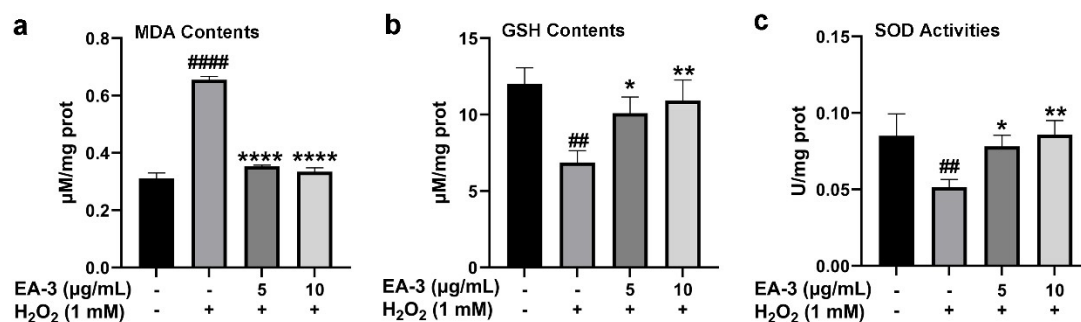 a
MDA Contents
µM/mg prot
0.8
0.6
0.4
0.2
0.0
####
****
****
EA-3 (µg/mL) - - 5 10
H₂O₂ (1 mM) - + + +
b
GSH Contents
µM/mg prot
15
10
5
0
##
*
**
EA-3 (µg/mL) - - 5 10
H₂O₂ (1 mM) - + + +
c
SOD Activities
U/mg prot
0.15
0.10
0.05
0.00
##
*
**
EA-3 (µg/mL) - - 5 10
H₂O₂ (1 mM) - + + +